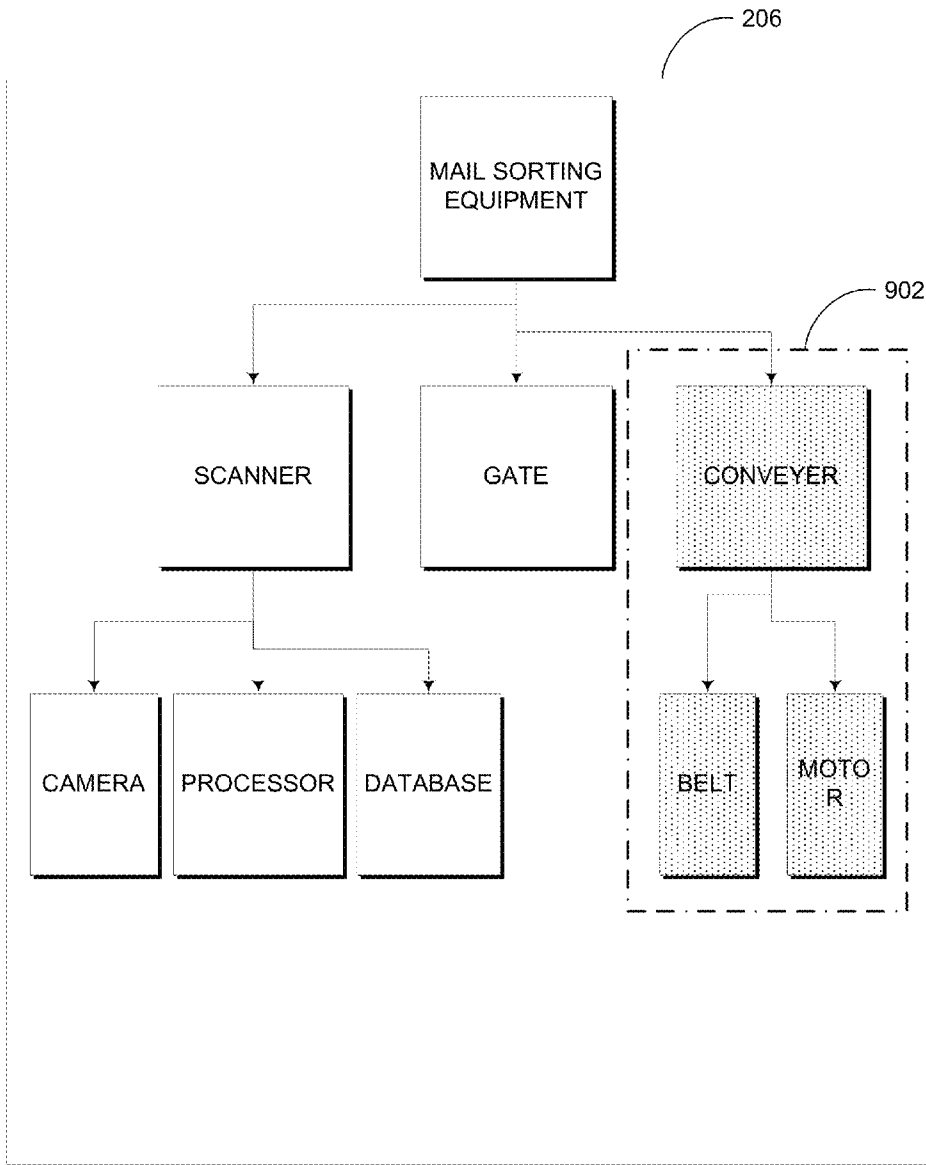 206
MAIL SORTING
EQUIPMENT
902
SCANNER
GATE
CONVEYER
CAMERA
PROCESSOR
DATABASE
BELT
MOTO
R